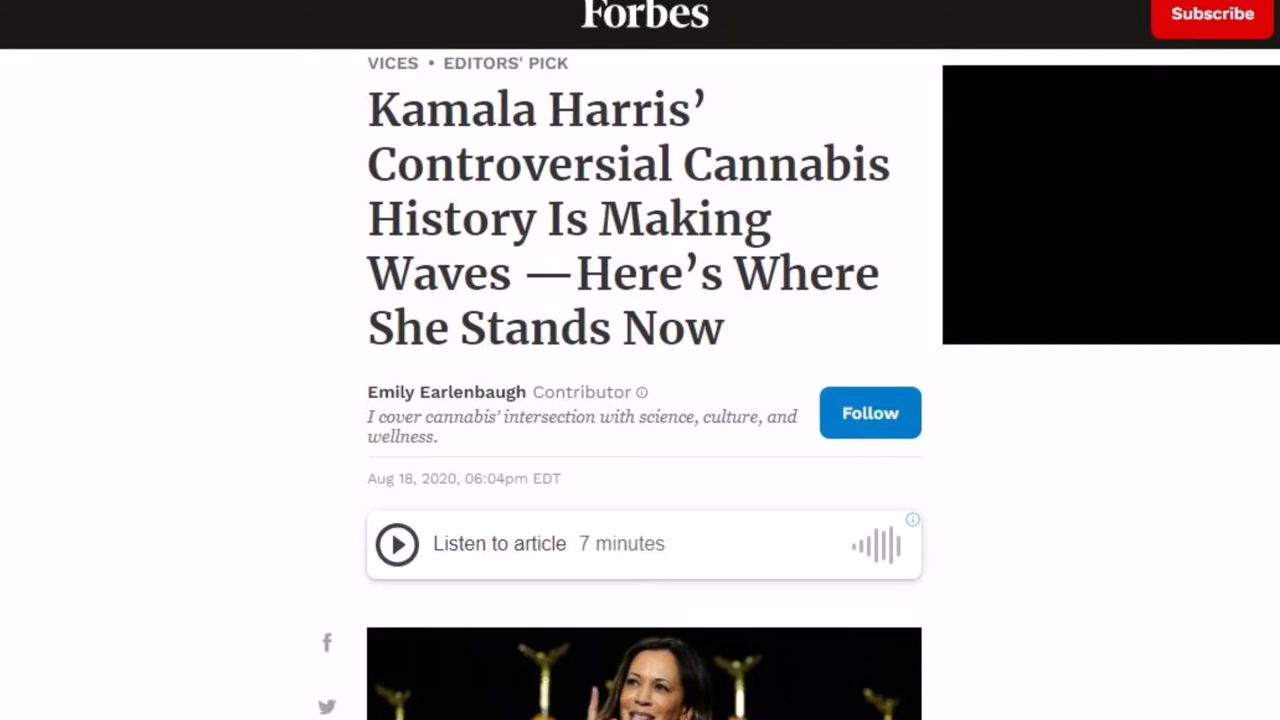 Forbes
Subscribe
VICES • EDITORS' PICK
Kamala Harris’
Controversial Cannabis
History Is Making
Waves —Here’s Where
She Stands Now
Emily Earlenbaugh Contributor
I cover cannabis’ intersection with science, culture, and
wellness.
Follow
Aug 18, 2020, 06:04pm EDT
Listen to article 7 minutes